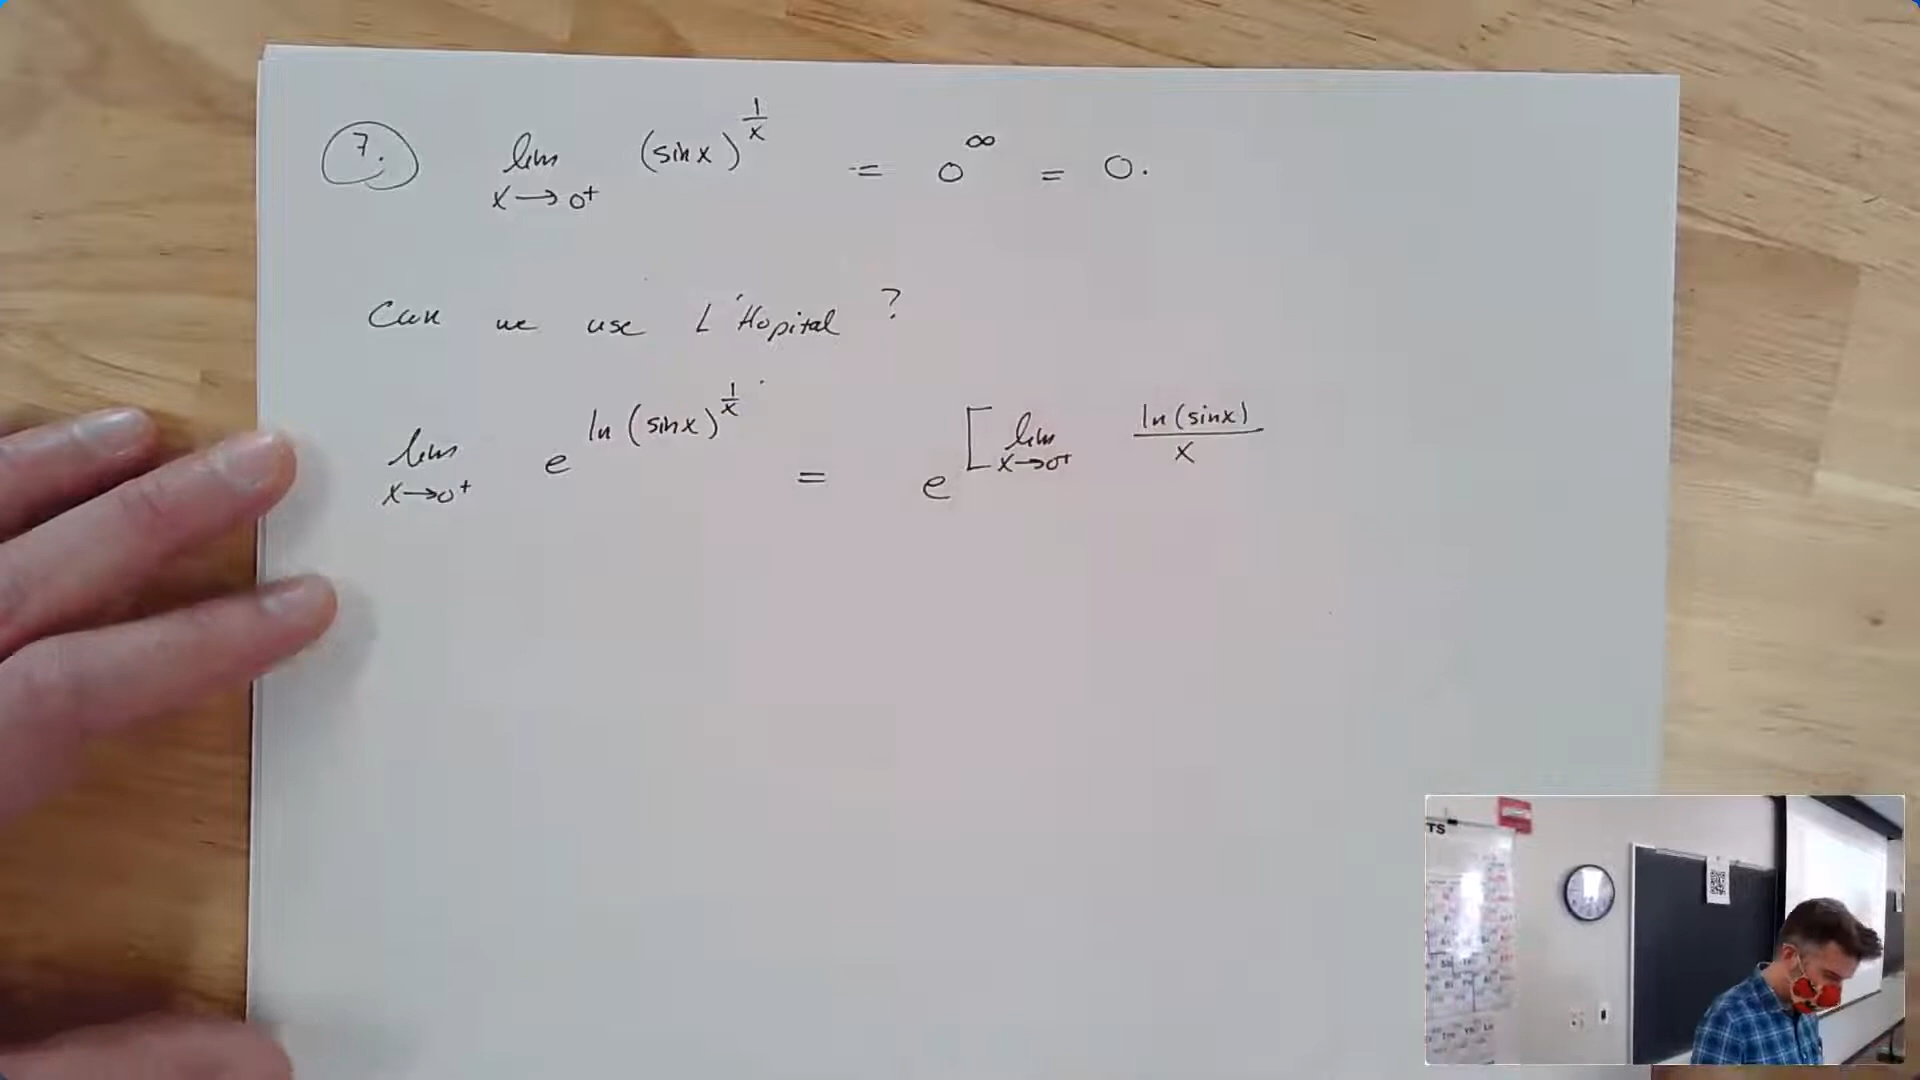 7. lim x→0⁺ (sin x)^(1/x) = 0^∞ = 0.
Can we use L'Hopital ?
lim x→0⁺ e^(ln (sin x)^(1/x)) = e^([lim x→0⁺ ln(sin x)/x
TS